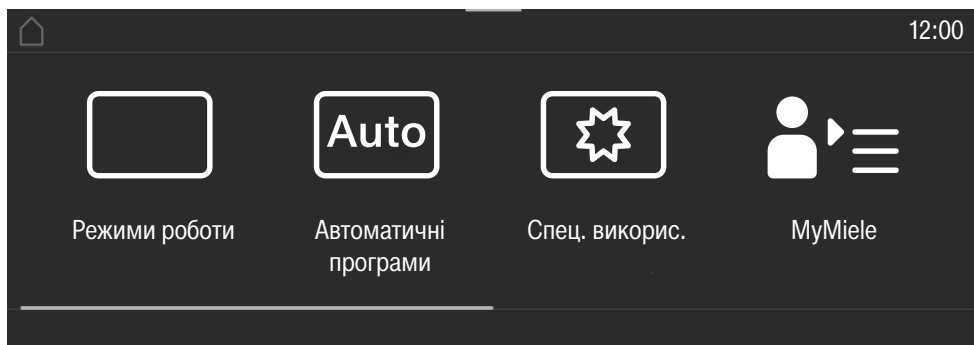 12:00
Auto
Режими роботи
Автоматичні
програми
Спец. викорис.
MyMiele